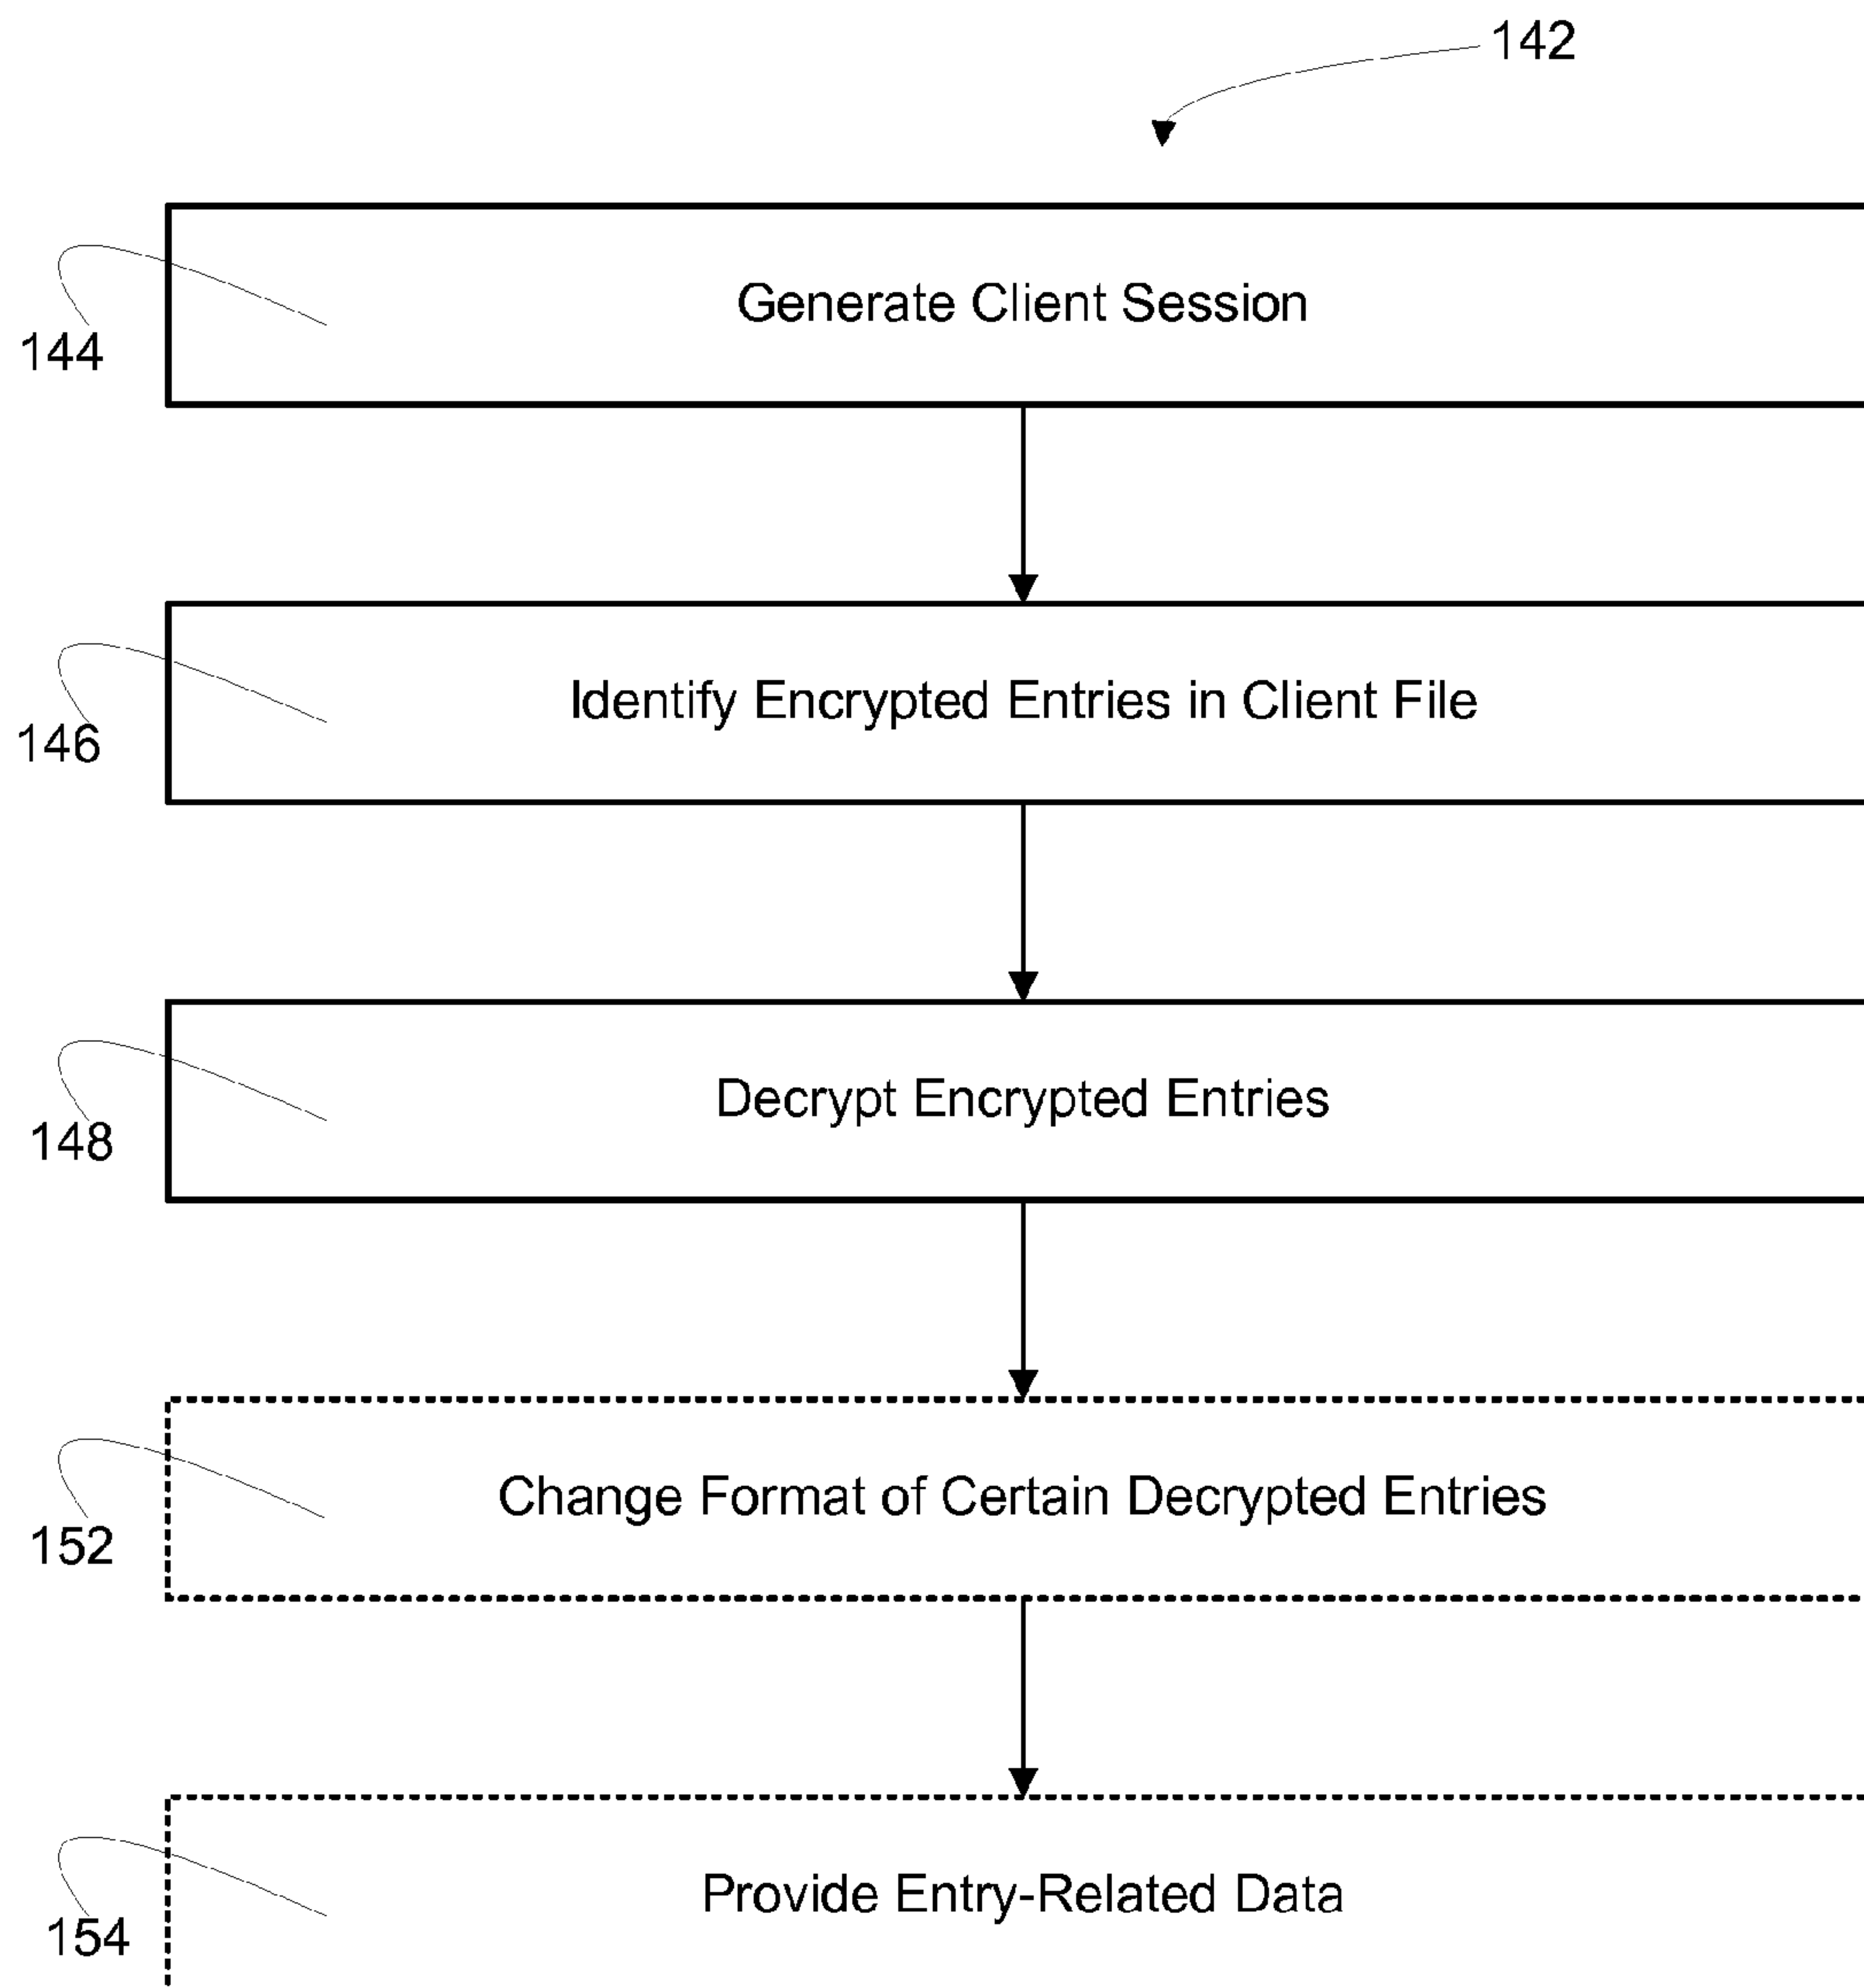 142
Generate Client Session
144
Identify Encrypted Entries in Client File
146
Decrypt Encrypted Entries
148
Change Format of Certain Decrypted Entries
152
Provide Entry-Related Data
154